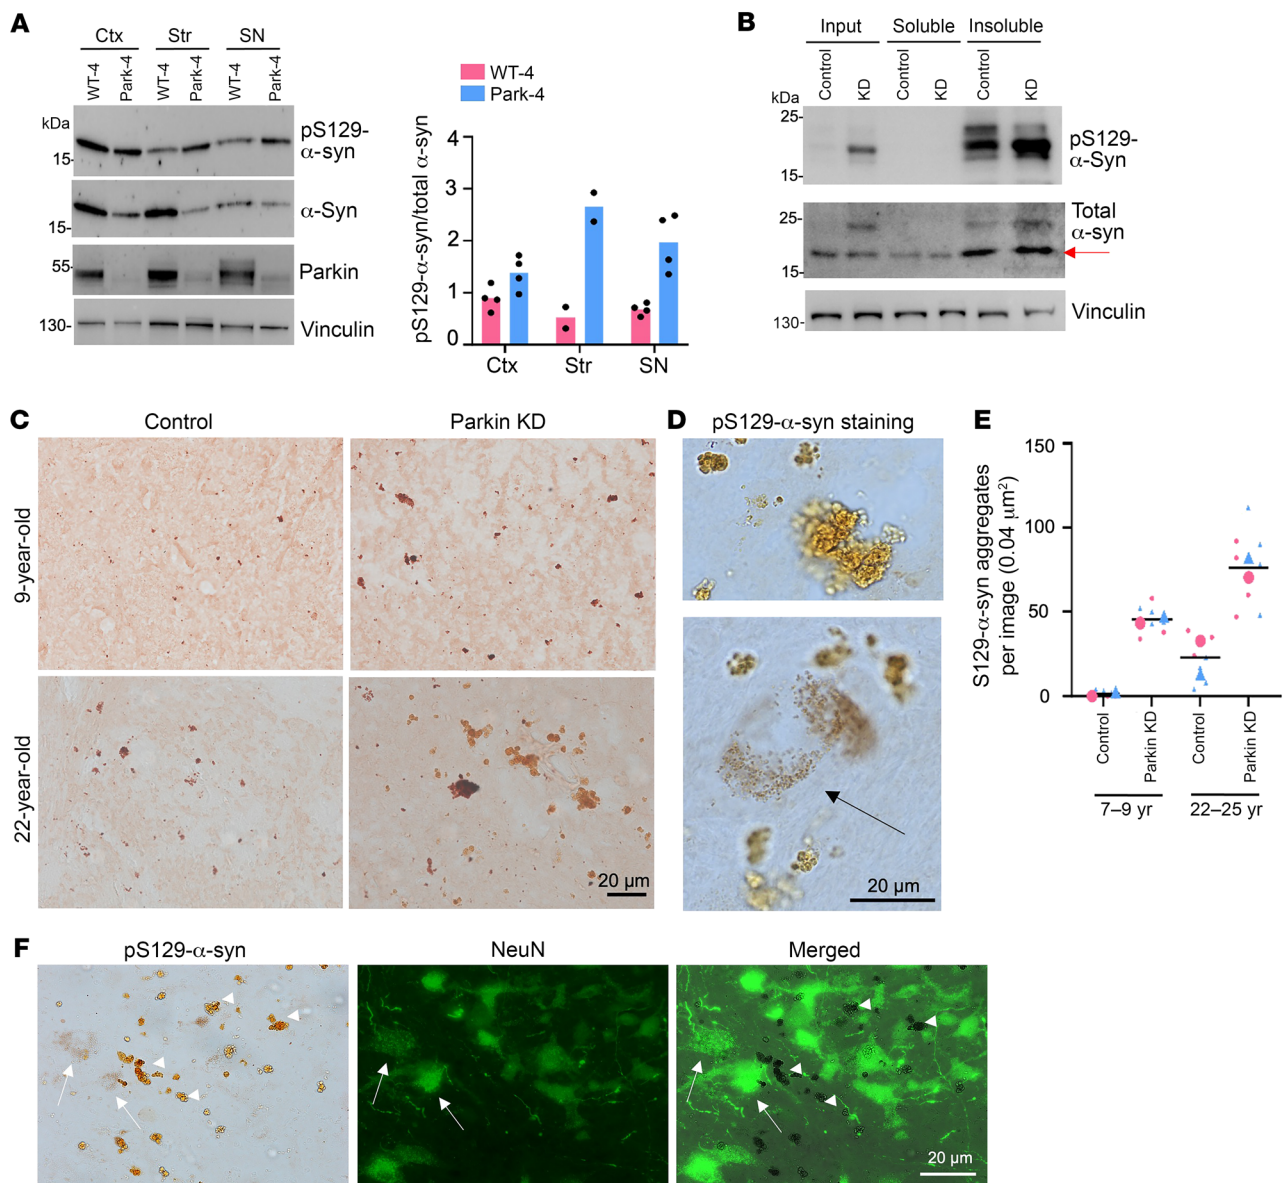 A
Ctx Str SN
WT-4 Park-4 WT-4 Park-4 WT-4 Park-4
kDa
15-
pS129-
α-syn
15-
α-Syn
55-
Parkin
130-
Vinculin
WT-4
Park-4
pS129-α-syn/total α-syn
4
3
2
1
0
Ctx Str SN
B
Input Soluble Insoluble
Control KD Control KD Control KD
kDa
25-
15-
pS129-
α-Syn
25-
15-
Total
α-syn
130-
Vinculin
C
Control Parkin KD
9-year-old
22-year-old
20 μm
D
pS129-α-syn staining
20 μm
E
S129-α-syn aggregates
per image (0.04 μm²)
150
100
50
0
Control Parkin KD Control Parkin KD
7–9 yr 22–25 yr
F
pS129-α-syn NeuN Merged
20 μm